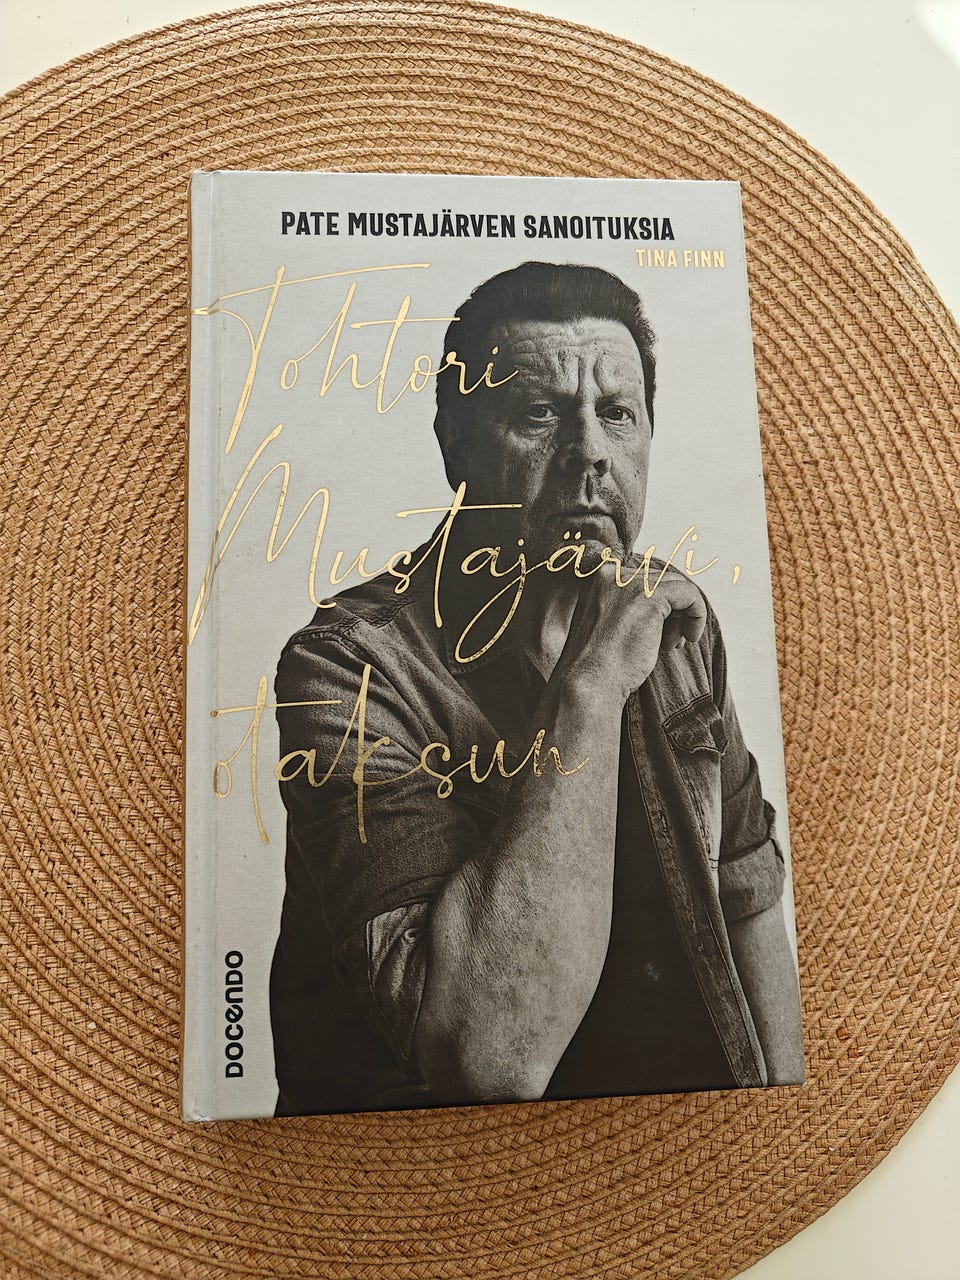 PATE MUSTAJÄRVEN SANOITUKSIA
TINA FINN
Tohtori
Mustajärvi,
otaksun
DOCENDO